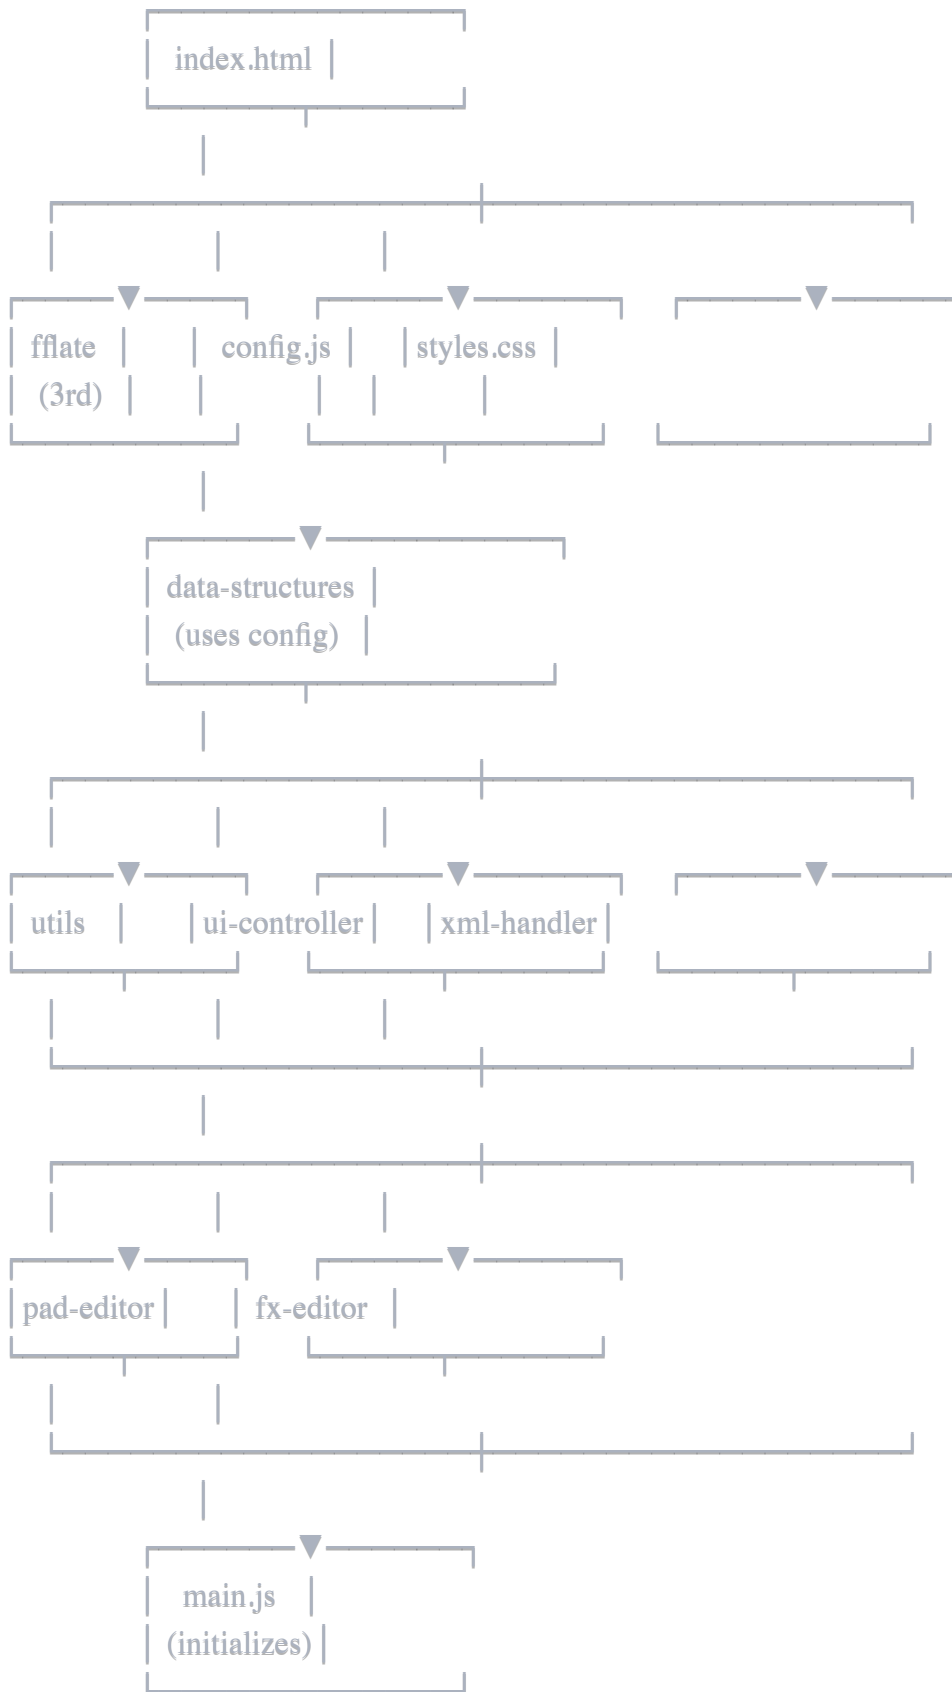 index.html
fflate config.js styles.css
(3rd)
data-structures
(uses config)
utils ui-controller xml-handler
pad-editor fx-editor
main.js
(initializes)